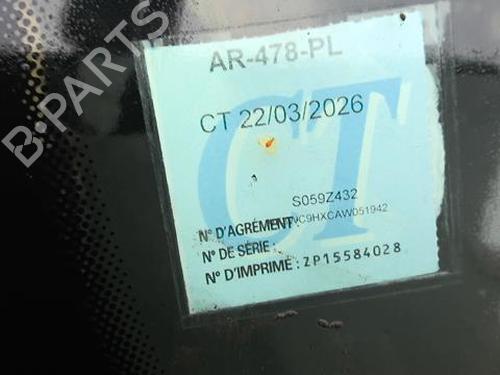 B-PARTS
AR-478-PL
CT 22/03/2026
CT
S059Z432
N° D'AGRÉMENT :
N° DE SÉRIE :
N° D'IMPRIMÉ : ZP15584028